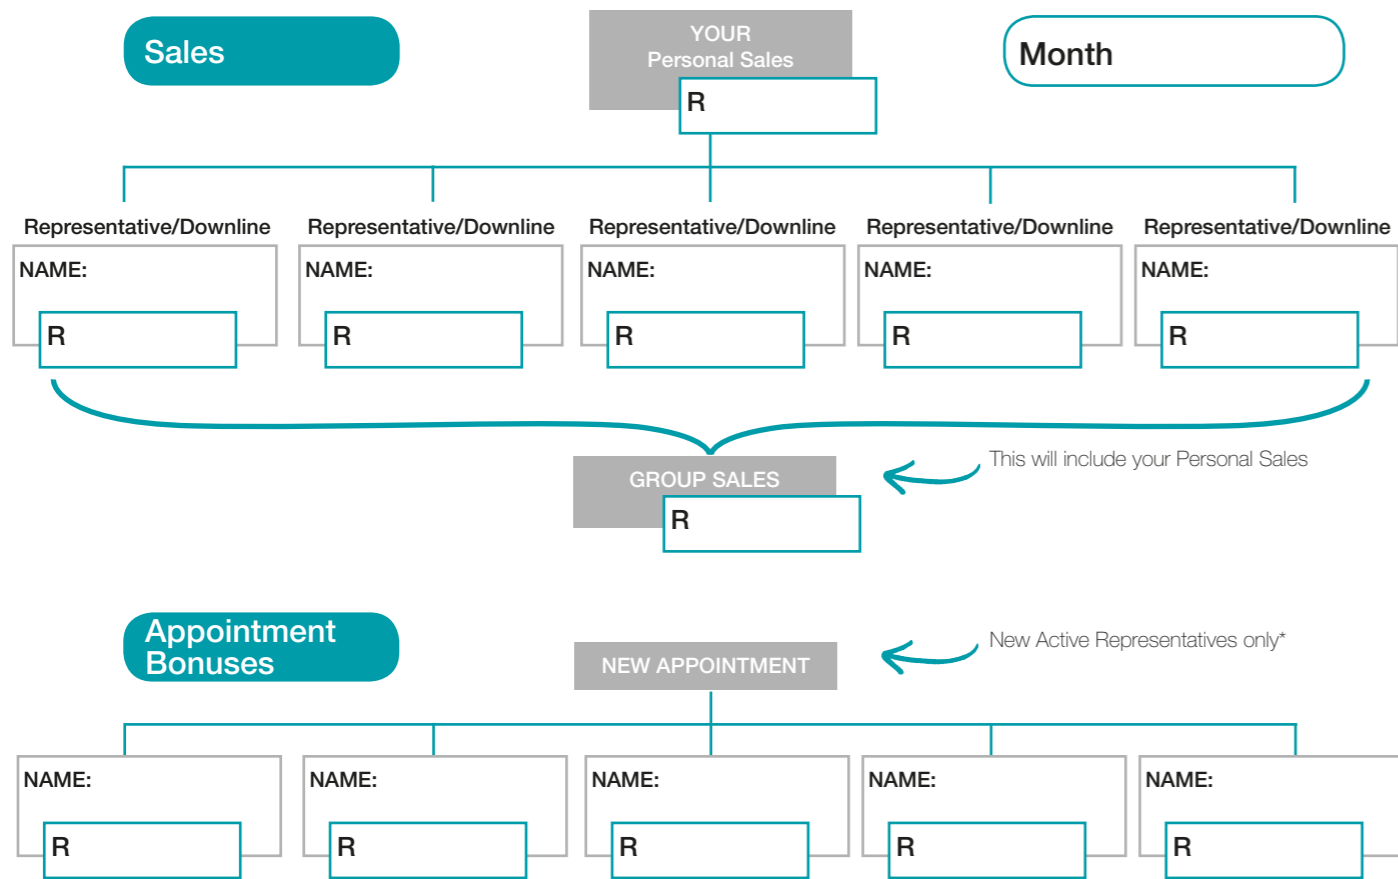 Sales
YOUR
Personal Sales
R
Month
Representative/Downline
Representative/Downline
Representative/Downline
Representative/Downline
Representative/Downline
NAME:
NAME:
NAME:
NAME:
NAME:
R
R
R
R
R
GROUP SALES
R
This will include your Personal Sales
Appointment
Bonuses
NEW APPOINTMENT
New Active Representatives only*
NAME:
NAME:
NAME:
NAME:
NAME:
R
R
R
R
R